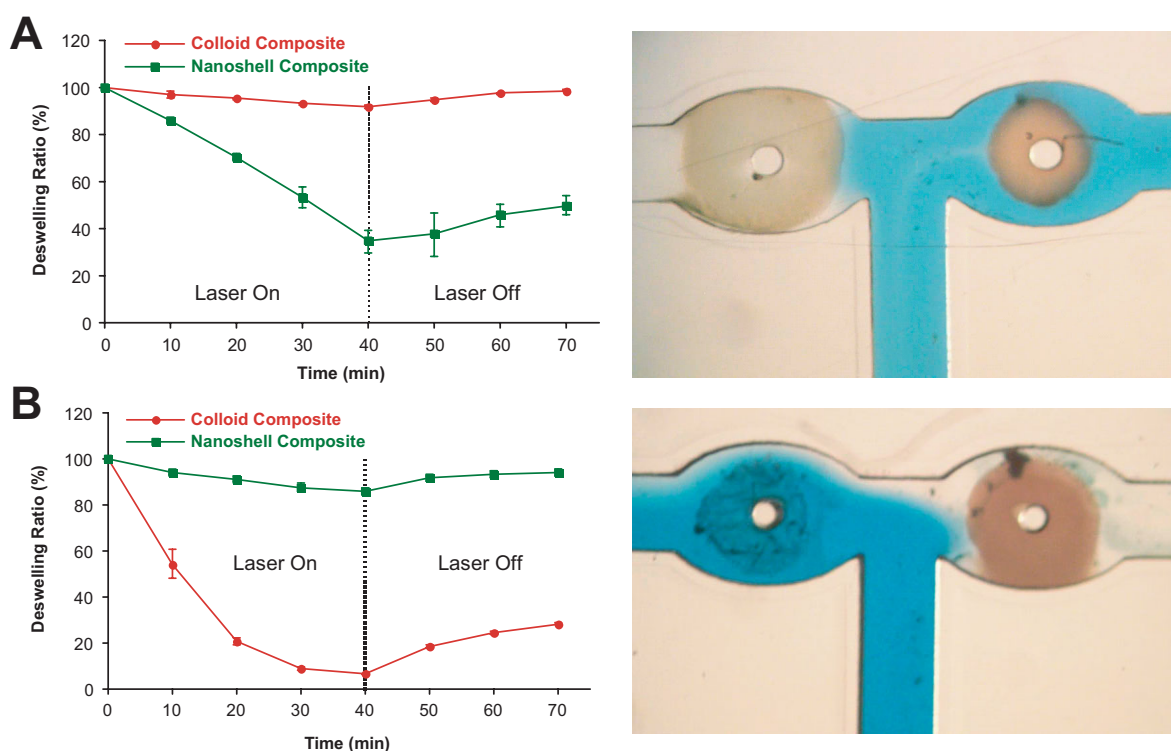 A
120
100
80
60
40
20
0
Deswelling Ratio (%)
Colloid Composite
Nanoshell Composite
Laser On
Laser Off
0 10 20 30 40 50 60 70
Time (min)
B
120
100
80
60
40
20
0
Deswelling Ratio (%)
Colloid Composite
Nanoshell Composite
Laser On
Laser Off
0 10 20 30 40 50 60 70
Time (min)